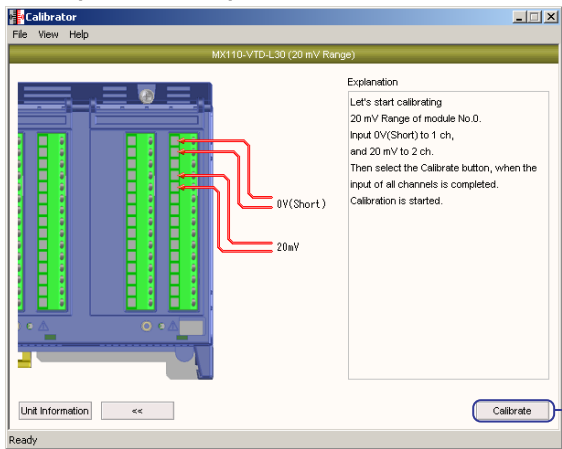 Calibrator
File View Help
MX110-VTD-L30 (20 mV Range)
Explanation
Let's start calibrating
20 mV Range of module No.0.
Input 0V(Short) to 1 ch,
and 20 mV to 2 ch.
Then select the Calibrate button, when the
input of all channels is completed.
Calibration is started.
0V(Short)
20mV
Unit Information
<<
Calibrate
Ready